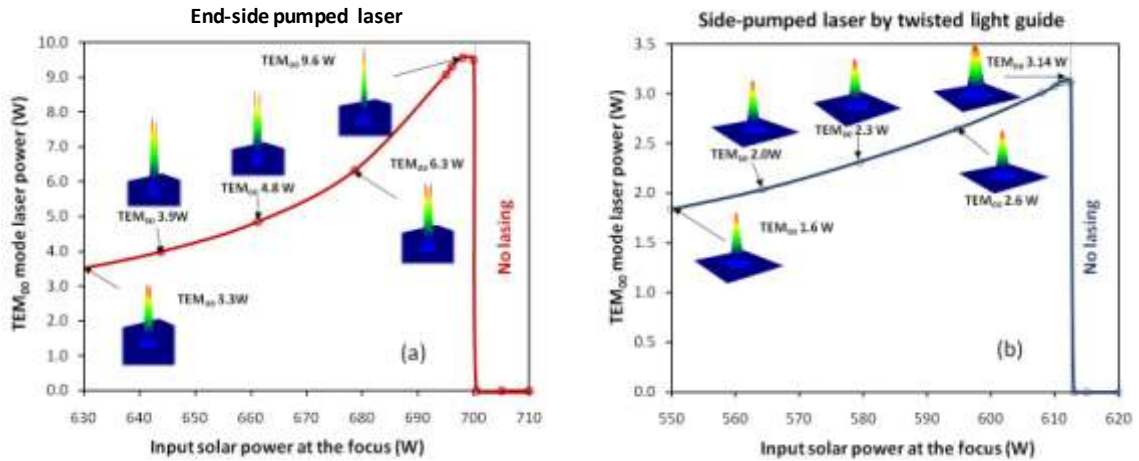 End-side pumped laser
10.0
9.0
8.0
7.0
6.0
5.0
4.0
3.0
2.0
1.0
0.0
TEM₀₀ mode laser power (W)
TEM₀₀ 9.6 W
TEM₀₀ 6.3 W
TEM₀₀ 4.8 W
TEM₀₀ 3.9W
TEM₀₀ 3.3W
No lasing
(a)
630 640 650 660 670 680 690 700 710
Input solar power at the focus (W)
Side-pumped laser by twisted light guide
3.5
3.0
2.5
2.0
1.5
1.0
0.5
0.0
TEM₀₀ mode laser power (W)
TEM₀₀ 3.14 W
TEM₀₀ 2.3 W
TEM₀₀ 2.0W
TEM₀₀ 2.6 W
TEM₀₀ 1.6 W
No lasing
(b)
550 560 570 580 590 600 610 620
Input solar power at the focus (W)